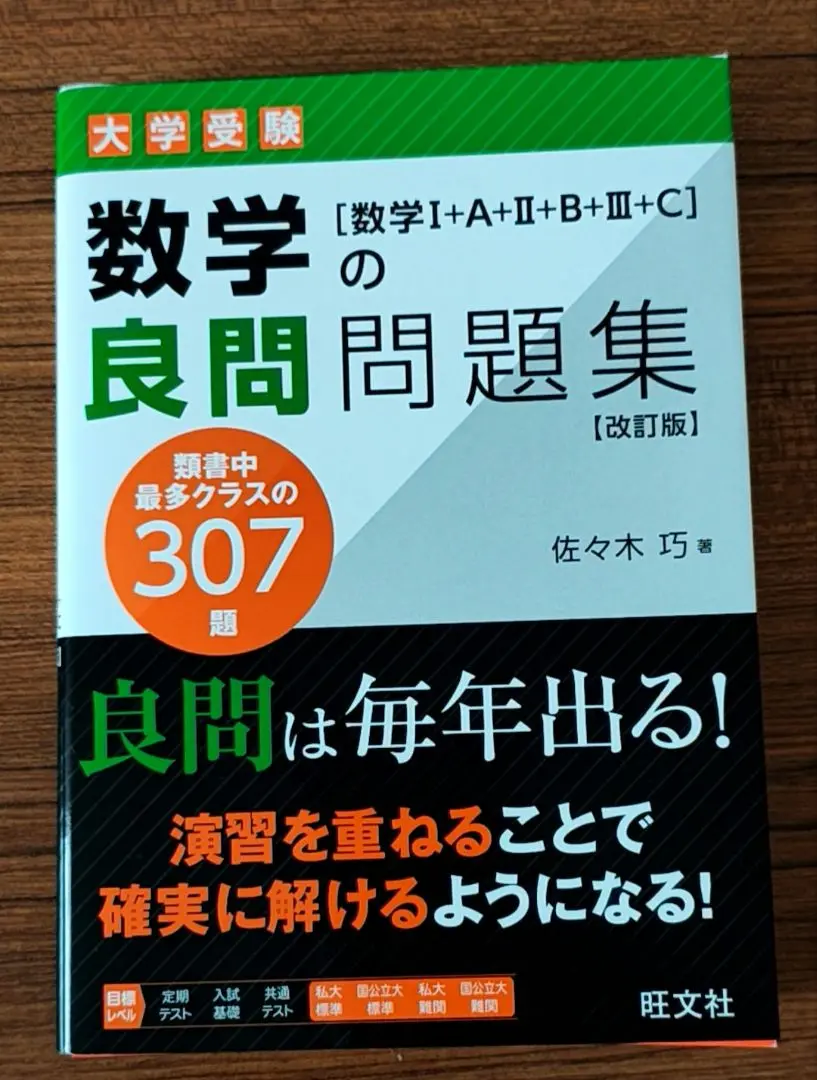 大学受験
数学
[数学Ⅰ+A+Ⅱ+B+Ⅲ+C]
の
良問問題集
【改訂版】
類書中
最多クラスの
307
題
佐々木 巧 著
良問は毎年出る!
演習を重ねることで
確実に解けるようになる!
目標レベル
定期テスト
入試基礎
共通テスト
私大標準
国公立大標準
私大難関
国公立大難関
旺文社